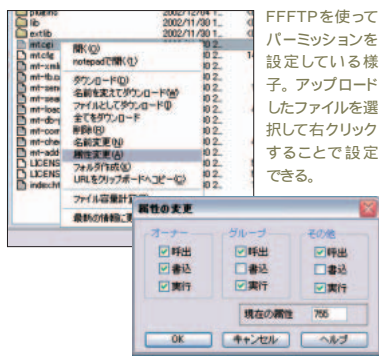 plugins 2002/12/04 1..
lib 2002/11/30 1..
extlib 2002/11/30 1..
mt.cgi
mt.cfg
LICENS
LICENS
index.ht
開く(O)
notepadで開く(1)
ダウンロード(D)
名前を変えてダウンロード(W)
ファイルとしてダウンロード(I)
全てをダウンロード
削除(R)
名前変更(N)
属性変更(A)
フォルダ作成(K)
URLをクリップボードへコピー(C)
ファイル容量計
最新の情報に更
FFFTPを使って
パーミッションを
設定している様
子。アップロード
したファイルを選
択して右クリック
することで設定
できる。
属性の変更
オーナー グループ その他
呼出 呼出 呼出
書込 書込 書込
実行 実行 実行
現在の属性 755
OK キャンセル ヘルプ